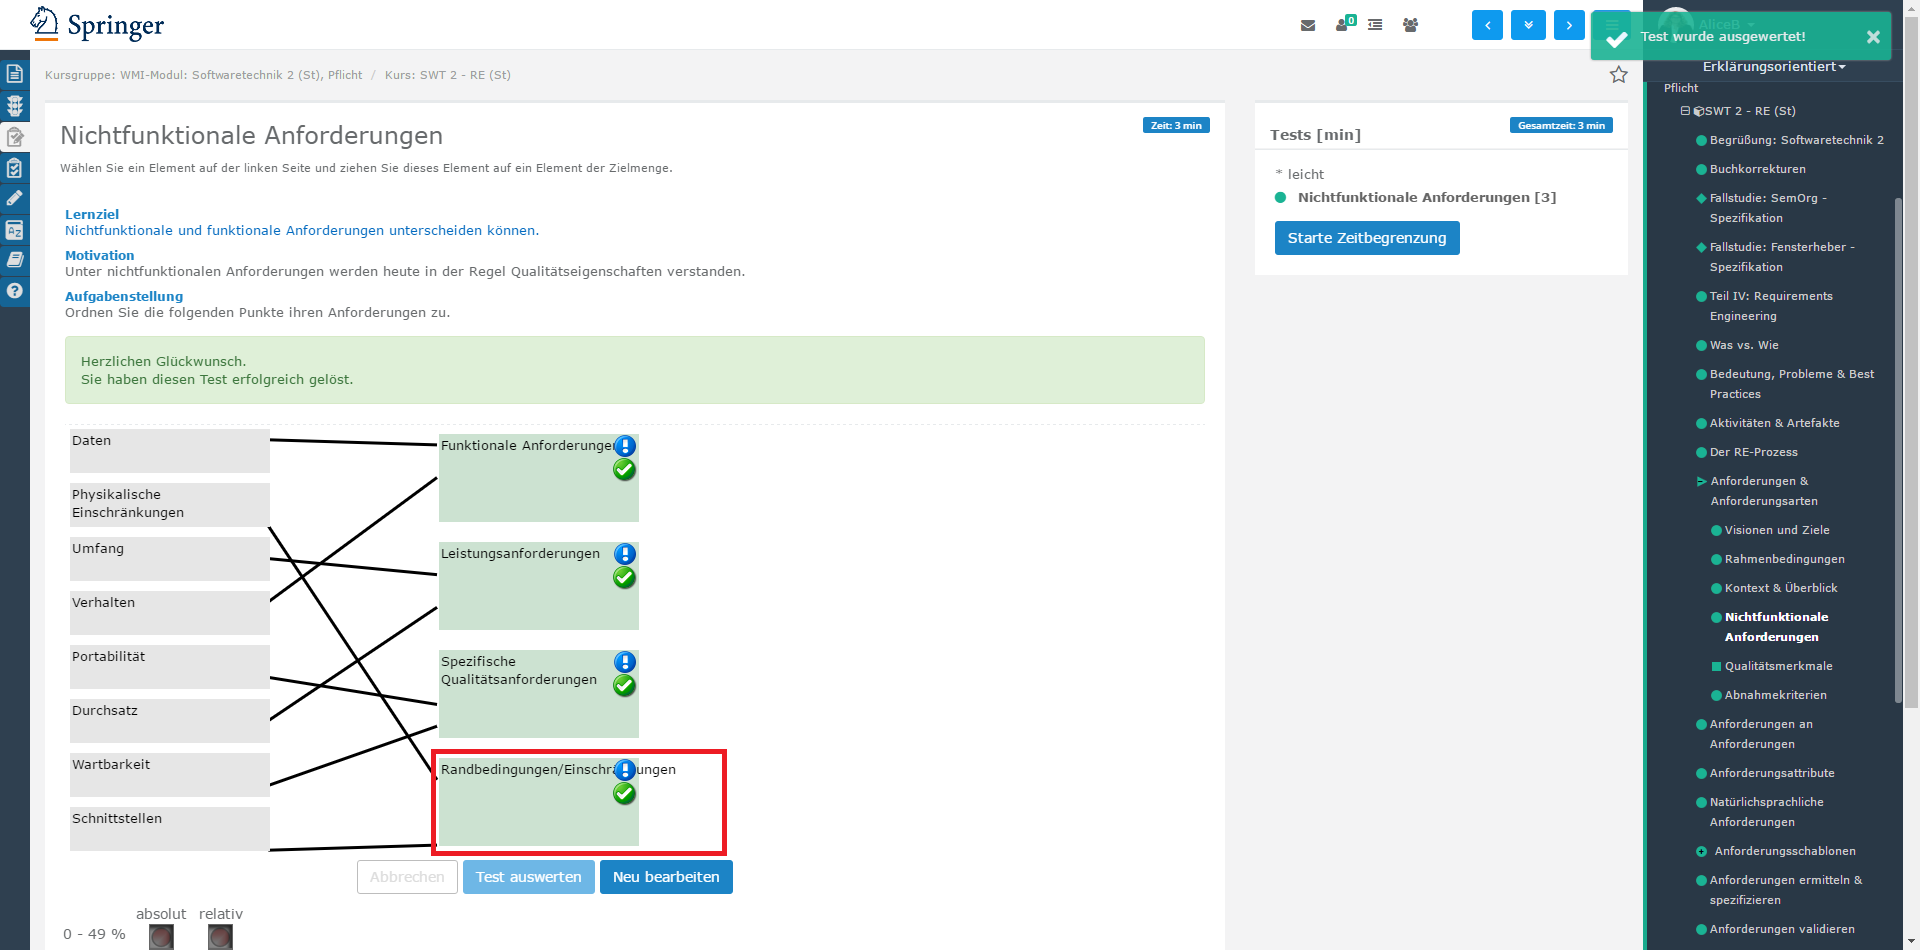 Springer
0
AliceB
Test wurde ausgewertet!
Kursgruppe: WMI-Modul: Softwaretechnik 2 (St), Pflicht / Kurs: SWT 2 - RE (St)
Nichtfunktionale Anforderungen
Zeit: 3 min
Wählen Sie ein Element auf der linken Seite und ziehen Sie dieses Element auf ein Element der Zielmenge.
Lernziel
Nichtfunktionale und funktionale Anforderungen unterscheiden können.
Motivation
Unter nichtfunktionalen Anforderungen werden heute in der Regel Qualitätseigenschaften verstanden.
Aufgabenstellung
Ordnen Sie die folgenden Punkte ihren Anforderungen zu.
Herzlichen Glückwunsch.
Sie haben diesen Test erfolgreich gelöst.
Daten
Physikalische
Einschränkungen
Umfang
Verhalten
Portabilität
Durchsatz
Wartbarkeit
Schnittstellen
Funktionale Anforderungen
Leistungsanforderungen
Spezifische
Qualitätsanforderungen
Randbedingungen/Einschränkungen
Abbrechen
Test auswerten
Neu bearbeiten
absolut relativ
0 - 49 %
Tests [min]
Gesamtzeit: 3 min
* leicht
Nichtfunktionale Anforderungen [3]
Starte Zeitbegrenzung
Erklärungsorientiert
Pflicht
SWT 2 - RE (St)
Begrüßung: Softwaretechnik 2
Buchkorrekturen
Fallstudie: SemOrg -
Spezifikation
Fallstudie: Fensterheber -
Spezifikation
Teil IV: Requirements
Engineering
Was vs. Wie
Bedeutung, Probleme & Best
Practices
Aktivitäten & Artefakte
Der RE-Prozess
Anforderungen &
Anforderungsarten
Visionen und Ziele
Rahmenbedingungen
Kontext & Überblick
Nichtfunktionale
Anforderungen
Qualitätsmerkmale
Abnahmekriterien
Anforderungen an
Anforderungen
Anforderungsattribute
Natürlichsprachliche
Anforderungen
Anforderungsschablonen
Anforderungen ermitteln &
spezifizieren
Anforderungen validieren